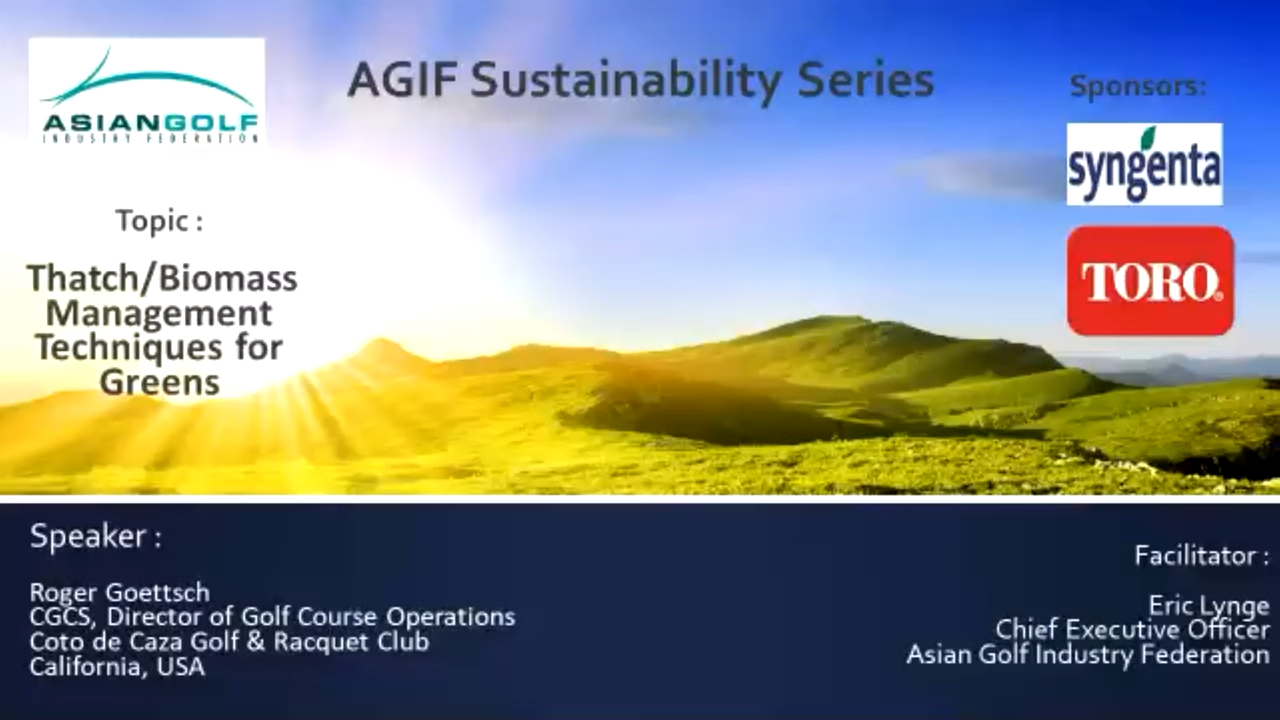 ASIANGOLF
INDUSTRY FEDERATION
AGIF Sustainability Series
Sponsors:
syngenta
TORO®
Topic :
Thatch/Biomass
Management
Techniques for
Greens
Speaker :
Roger Goettsch
CGCS, Director of Golf Course Operations
Coto de Caza Golf & Racquet Club
California, USA
Facilitator :
Eric Lynge
Chief Executive Officer
Asian Golf Industry Federation